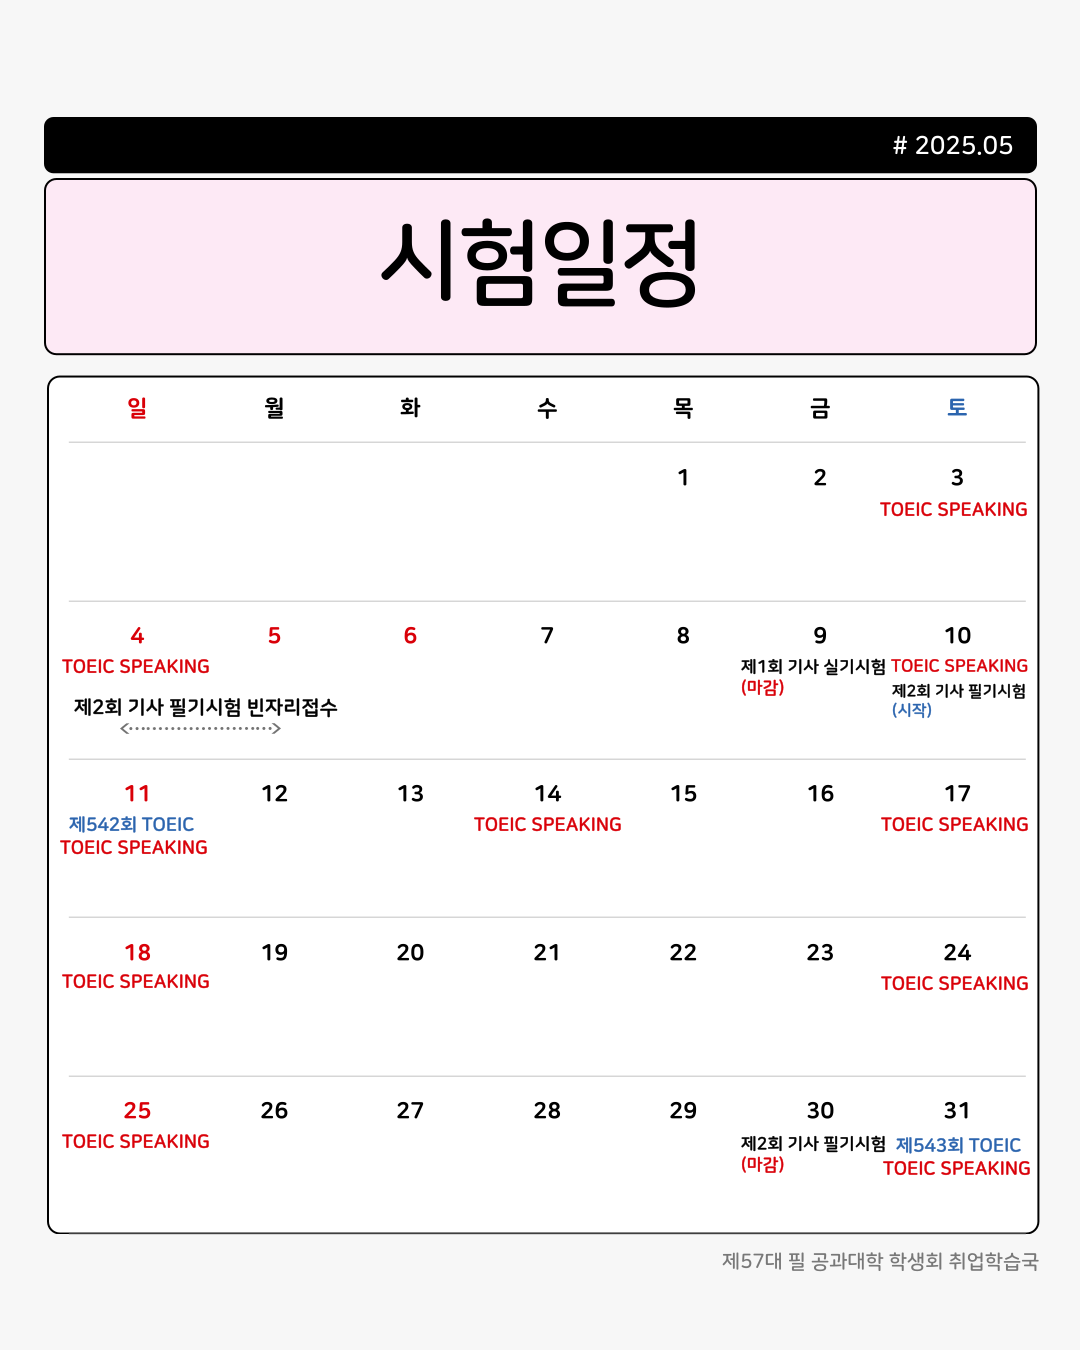 # 2025.05
시험일정
일 월 화 수 목 금 토
1 2 3
TOEIC SPEAKING
4 5 6 7 8 9 10
TOEIC SPEAKING
제2회 기사 필기시험 빈자리접수
제1회 기사 실기시험
(마감)
TOEIC SPEAKING
제2회 기사 필기시험
(시작)
11 12 13 14 15 16 17
제542회 TOEIC
TOEIC SPEAKING
TOEIC SPEAKING
TOEIC SPEAKING
18 19 20 21 22 23 24
TOEIC SPEAKING
TOEIC SPEAKING
25 26 27 28 29 30 31
TOEIC SPEAKING
제2회 기사 필기시험
(마감)
제543회 TOEIC
TOEIC SPEAKING
제57대 필 공과대학 학생회 취업학습국